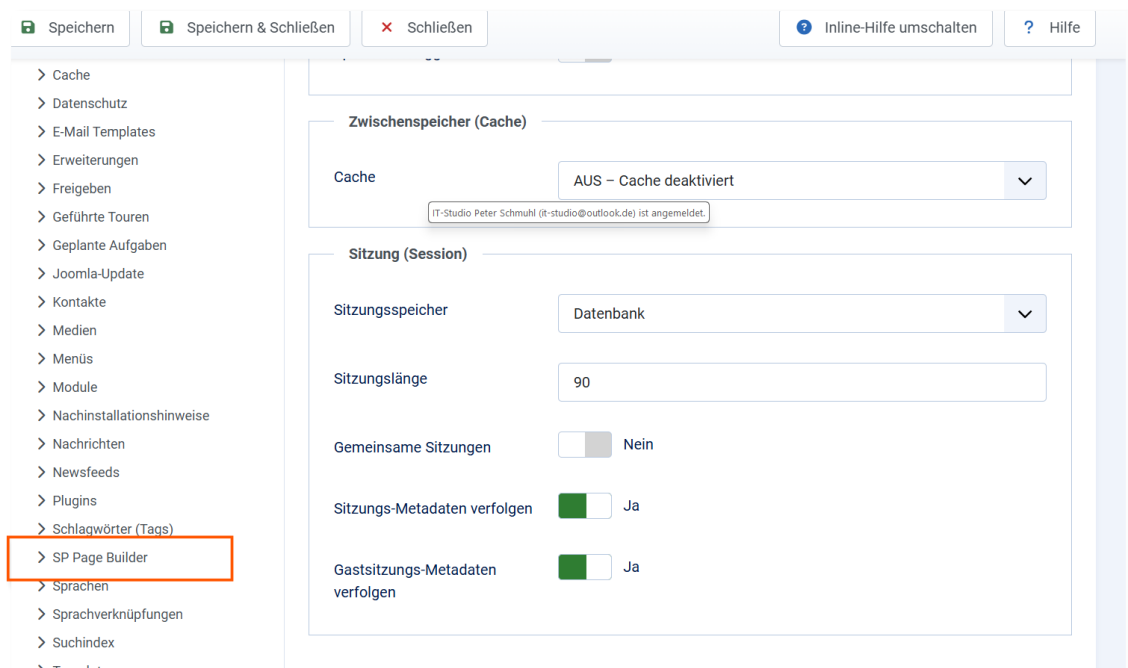 Speichern
Speichern & Schließen
Schließen
Inline-Hilfe umschalten
? Hilfe
Cache
Datenschutz
E-Mail Templates
Erweiterungen
Freigeben
Geführte Touren
Geplante Aufgaben
Joomla-Update
Kontakte
Medien
Menüs
Module
Nachinstallationshinweise
Nachrichten
Newsfeeds
Plugins
Schlagwörter (Tags)
SP Page Builder
Sprachen
Sprachverknüpfungen
Suchindex
Zwischenspeicher (Cache)
Cache
AUS – Cache deaktiviert
IT-Studio Peter Schmuhl (it-studio@outlook.de) ist angemeldet.
Sitzung (Session)
Sitzungsspeicher
Datenbank
Sitzungslänge
90
Gemeinsame Sitzungen
Nein
Sitzungs-Metadaten verfolgen
Ja
Gastsitzungs-Metadaten
verfolgen
Ja